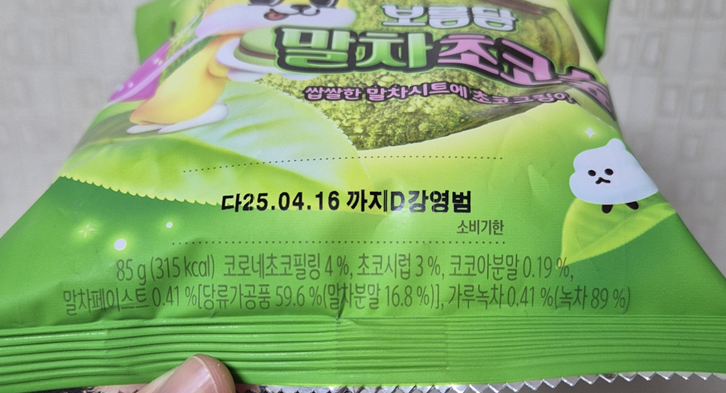 보름달
말차초코
쌉쌀한 말차시트에 초코크림이
다25.04.16 까지D강영범
소비기한
85 g (315 kcal) 코로네초코필링 4 %, 초코시럽 3 %, 코코아분말 0.19 %,
말차페이스트 0.41 %[당류가공품 59.6 %(말차분말 16.8 %)], 가루녹차 0.41 %(녹차 89 %)